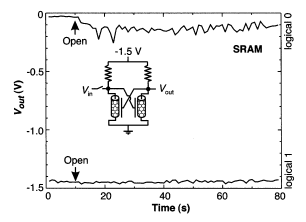 0.0
Open
-1.5 V
SRAM
logical 0
-0.5
V_in
V_out
V_out (V)
-1.0
Open
logical 1
-1.5
0 20 40 60 80
Time (s)